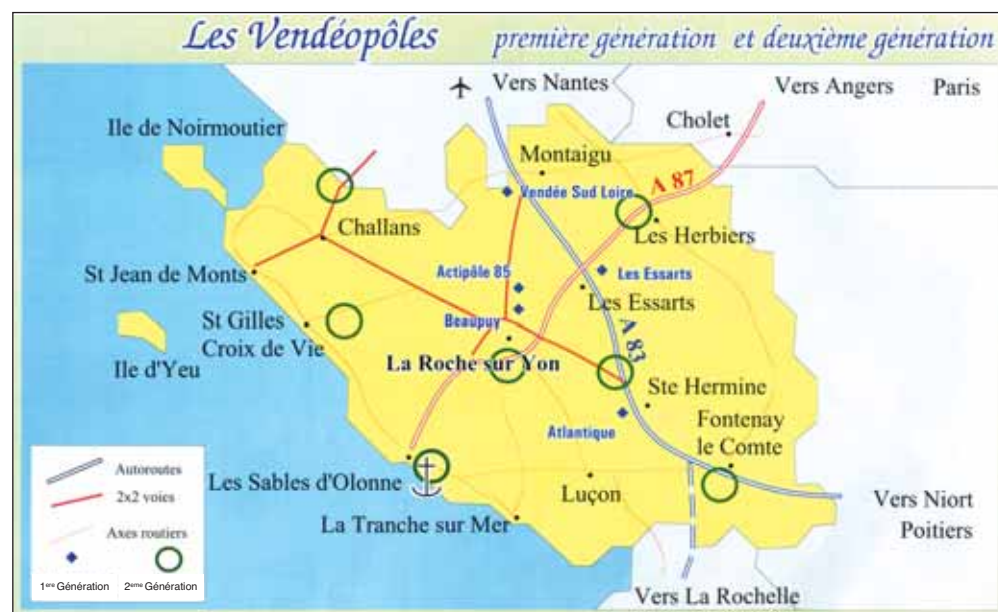 Les Vendéopôles première génération et deuxième génération
Vers Nantes
Vers Angers
Paris
Ile de Noirmoutier
Cholet
Montaigu
A 87
Vendée Sud Loire
Challans
Les Herbiers
St Jean de Monts
Actipôle 85
Les Essarts
Les Essarts
St Gilles
Croix de Vie
Beaupuy
A 83
Ile d'Yeu
La Roche sur Yon
Ste Hermine
Atlantique
Fontenay
le Comte
Les Sables d'Olonne
Luçon
Vers Niort
Poitiers
La Tranche sur Mer
Vers La Rochelle
Autoroutes
2x2 voies
Axes routiers
1ere Génération 2eme Génération